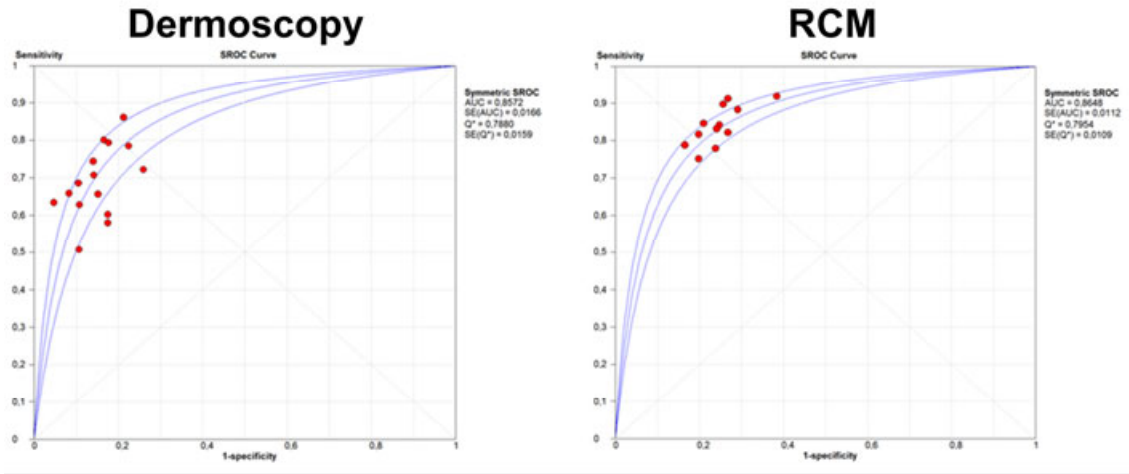 Dermoscopy
Sensitivity
SROC Curve
1
0,9
0,8
0,7
0,6
0,5
0,4
0,3
0,2
0,1
0
0
0,2
0,4
0,6
0,8
1
1-specificity
Symmetric SROC
AUC = 0,8572
SE(AUC) = 0,0166
Q* = 0,7880
SE(Q*) = 0,0159
RCM
Sensitivity
SROC Curve
1
0,9
0,8
0,7
0,6
0,5
0,4
0,3
0,2
0,1
0
0
0,2
0,4
0,6
0,8
1
1-specificity
Symmetric SROC
AUC = 0,8648
SE(AUC) = 0,0112
Q* = 0,7954
SE(Q*) = 0,0109